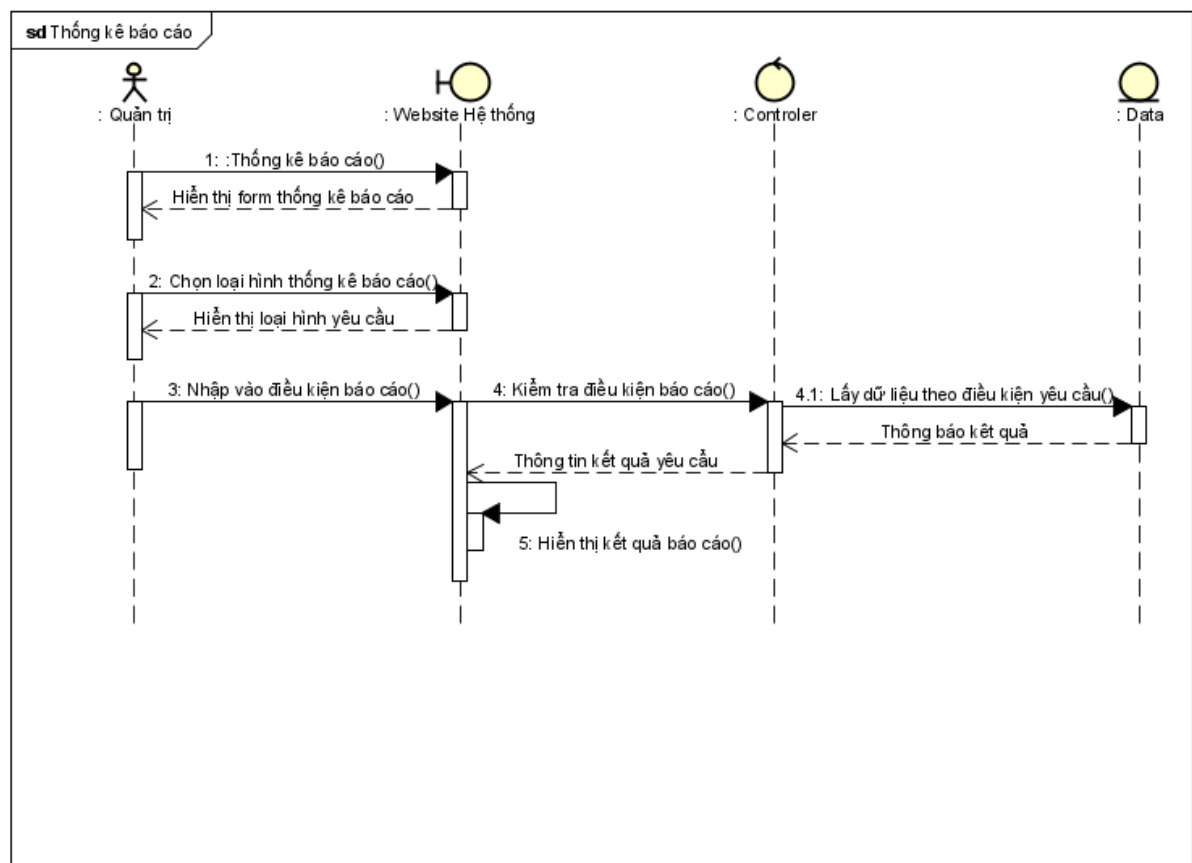 sd Thống kê báo cáo
: Quản trị
: Website Hệ thống
: Controler
: Data
1: :Thống kê báo cáo()
Hiển thị form thống kê báo cáo
2: Chọn loại hình thống kê báo cáo()
Hiển thị loại hình yêu cầu
3: Nhập vào điều kiện báo cáo()
4: Kiểm tra điều kiện báo cáo()
4.1: Lấy dữ liệu theo điều kiện yêu cầu()
Thông báo kết quả
Thông tin kết quả yêu cầu
5: Hiển thị kết quả báo cáo()